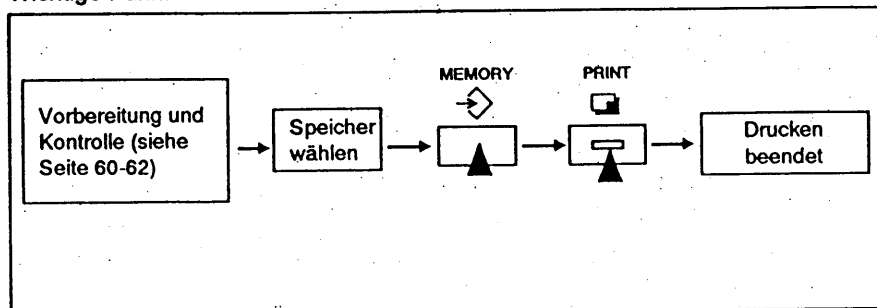 MEMORY
PRINT
Vorbereitung und
Kontrolle (siehe
Seite 60-62)
Speicher
wählen
Drucken
beendet